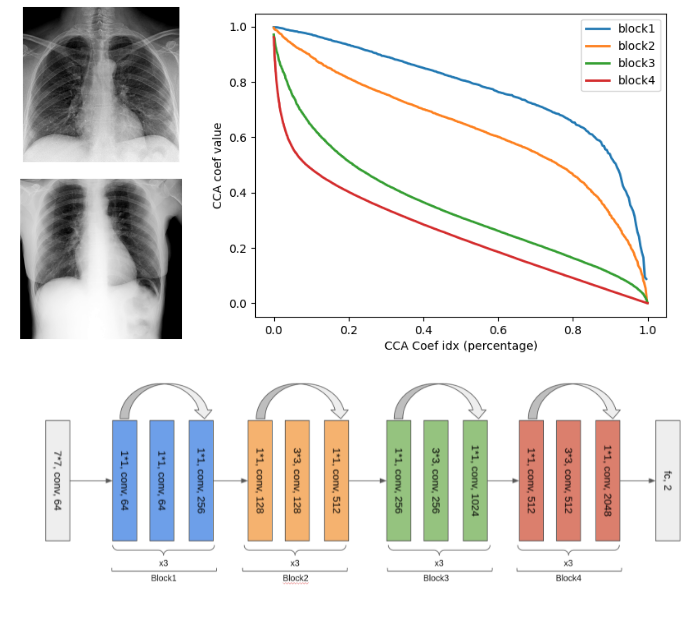 1.0
0.8
0.6
0.4
0.2
0.0
CCA coef value
0.0 0.2 0.4 0.6 0.8 1.0
CCA Coef idx (percentage)
block1
block2
block3
block4
7*7, conv, 64
1*1, conv, 64
1*1, conv, 64
1*1, conv, 256
1*1, conv, 128
3*3, conv, 128
1*1, conv, 512
1*1, conv, 256
3*3, conv, 256
1*1, conv, 1024
1*1, conv, 512
3*3, conv, 512
1*1, conv, 2048
fc, 2
x3 x3 x3 x3
Block1 Block2 Block3 Block4